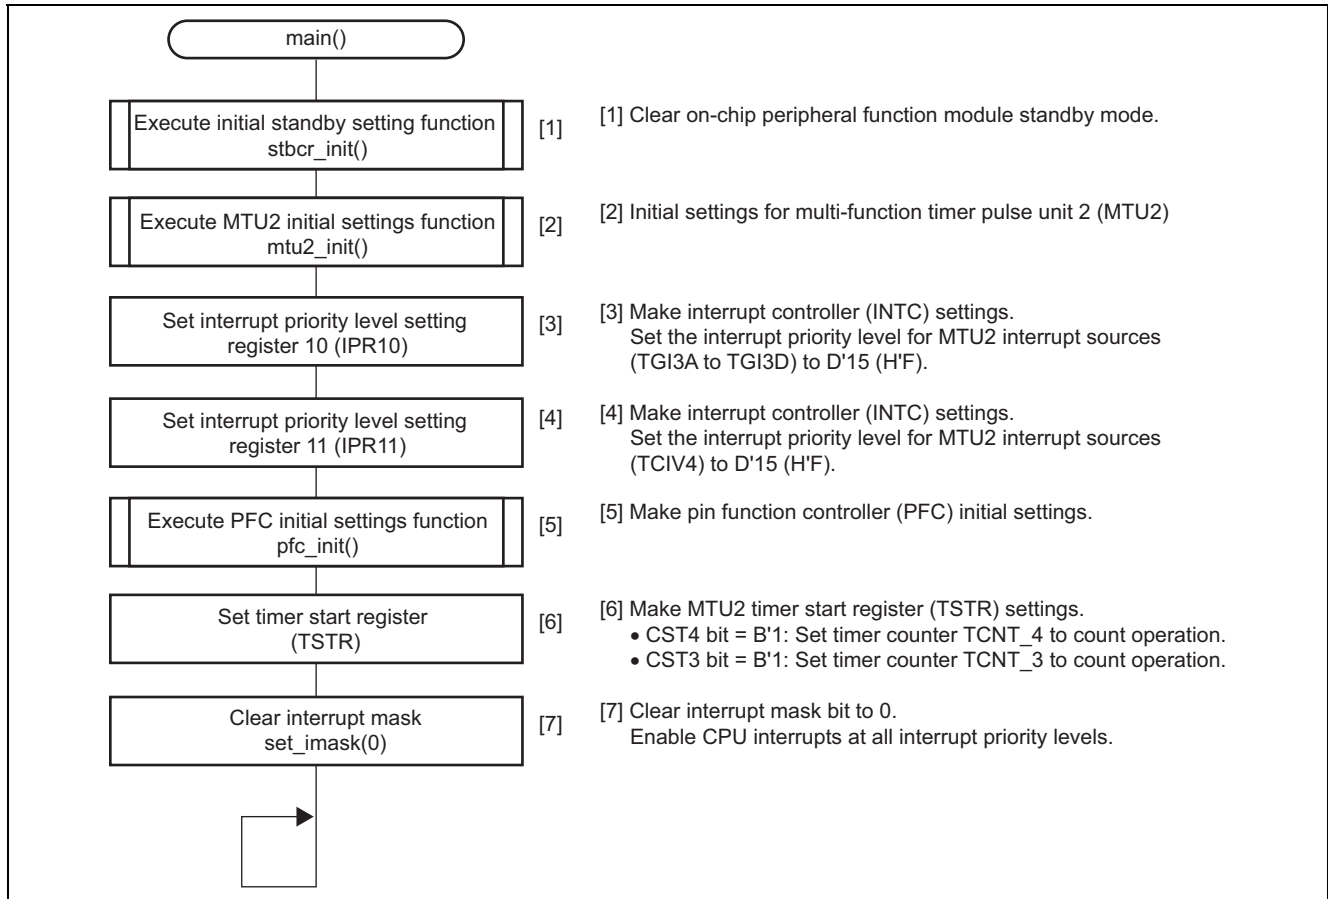 main()
Execute initial standby setting function
stbcr_init()
[1]
[1] Clear on-chip peripheral function module standby mode.
Execute MTU2 initial settings function
mtu2_init()
[2]
[2] Initial settings for multi-function timer pulse unit 2 (MTU2)
Set interrupt priority level setting
register 10 (IPR10)
[3]
[3] Make interrupt controller (INTC) settings.
Set the interrupt priority level for MTU2 interrupt sources
(TGI3A to TGI3D) to D'15 (H'F).
Set interrupt priority level setting
register 11 (IPR11)
[4]
[4] Make interrupt controller (INTC) settings.
Set the interrupt priority level for MTU2 interrupt sources
(TCIV4) to D'15 (H'F).
Execute PFC initial settings function
pfc_init()
[5]
[5] Make pin function controller (PFC) initial settings.
Set timer start register
(TSTR)
[6]
[6] Make MTU2 timer start register (TSTR) settings.
• CST4 bit = B'1: Set timer counter TCNT_4 to count operation.
• CST3 bit = B'1: Set timer counter TCNT_3 to count operation.
Clear interrupt mask
set_imask(0)
[7]
[7] Clear interrupt mask bit to 0.
Enable CPU interrupts at all interrupt priority levels.